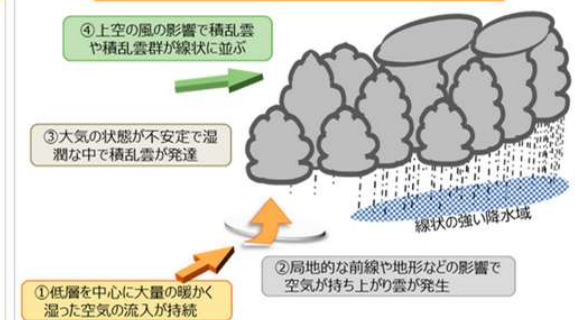 ④上空の風の影響で積乱雲
や積乱雲群が線状に並ぶ
③大気の状態が不安定で湿
潤な中で積乱雲が発達
線状の強い降水域
②局地的な前線や地形などの影響で
空気が持ち上がり雲が発生
①低層を中心に大量の暖かく
湿った空気の流入が持続